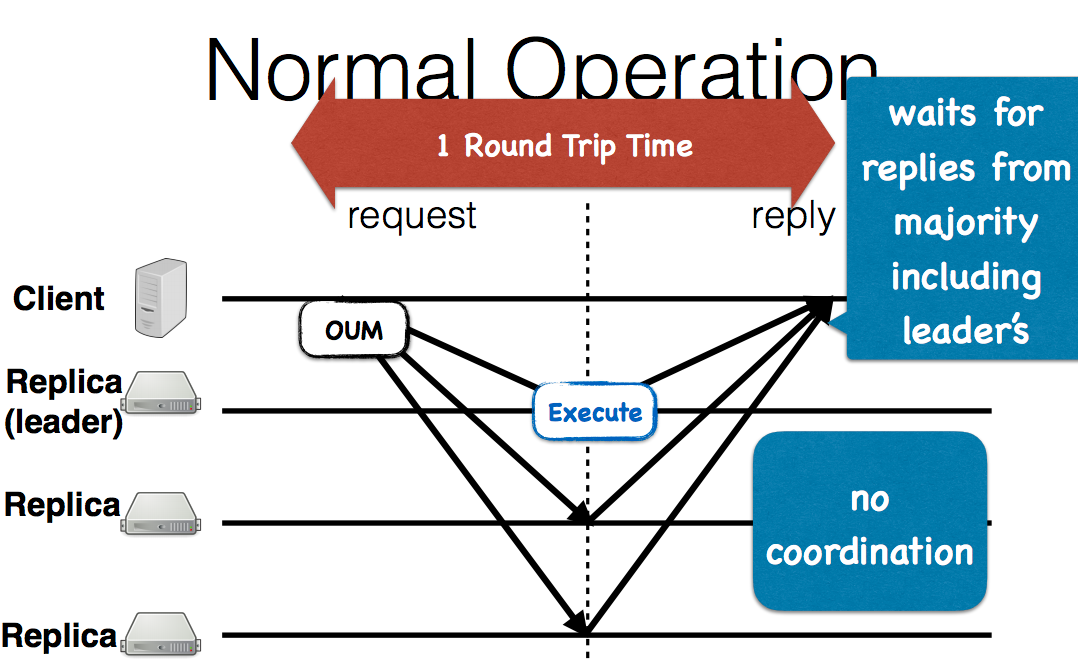 Normal Operation
1 Round Trip Time
request
reply
waits for
replies from
majority
including
leader's
Client
OUM
Replica
(leader)
Execute
Replica
no
coordination
Replica